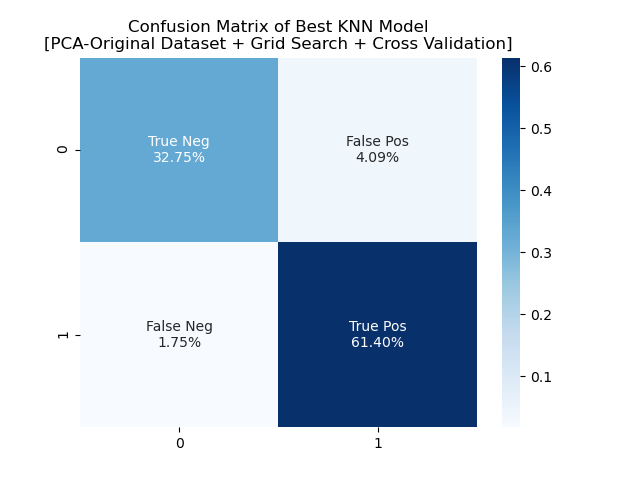 Confusion Matrix of Best KNN Model
[PCA-Original Dataset + Grid Search + Cross Validation]
0
True Neg
32.75%
False Pos
4.09%
1
False Neg
1.75%
True Pos
61.40%
0
1
0.6
0.5
0.4
0.3
0.2
0.1